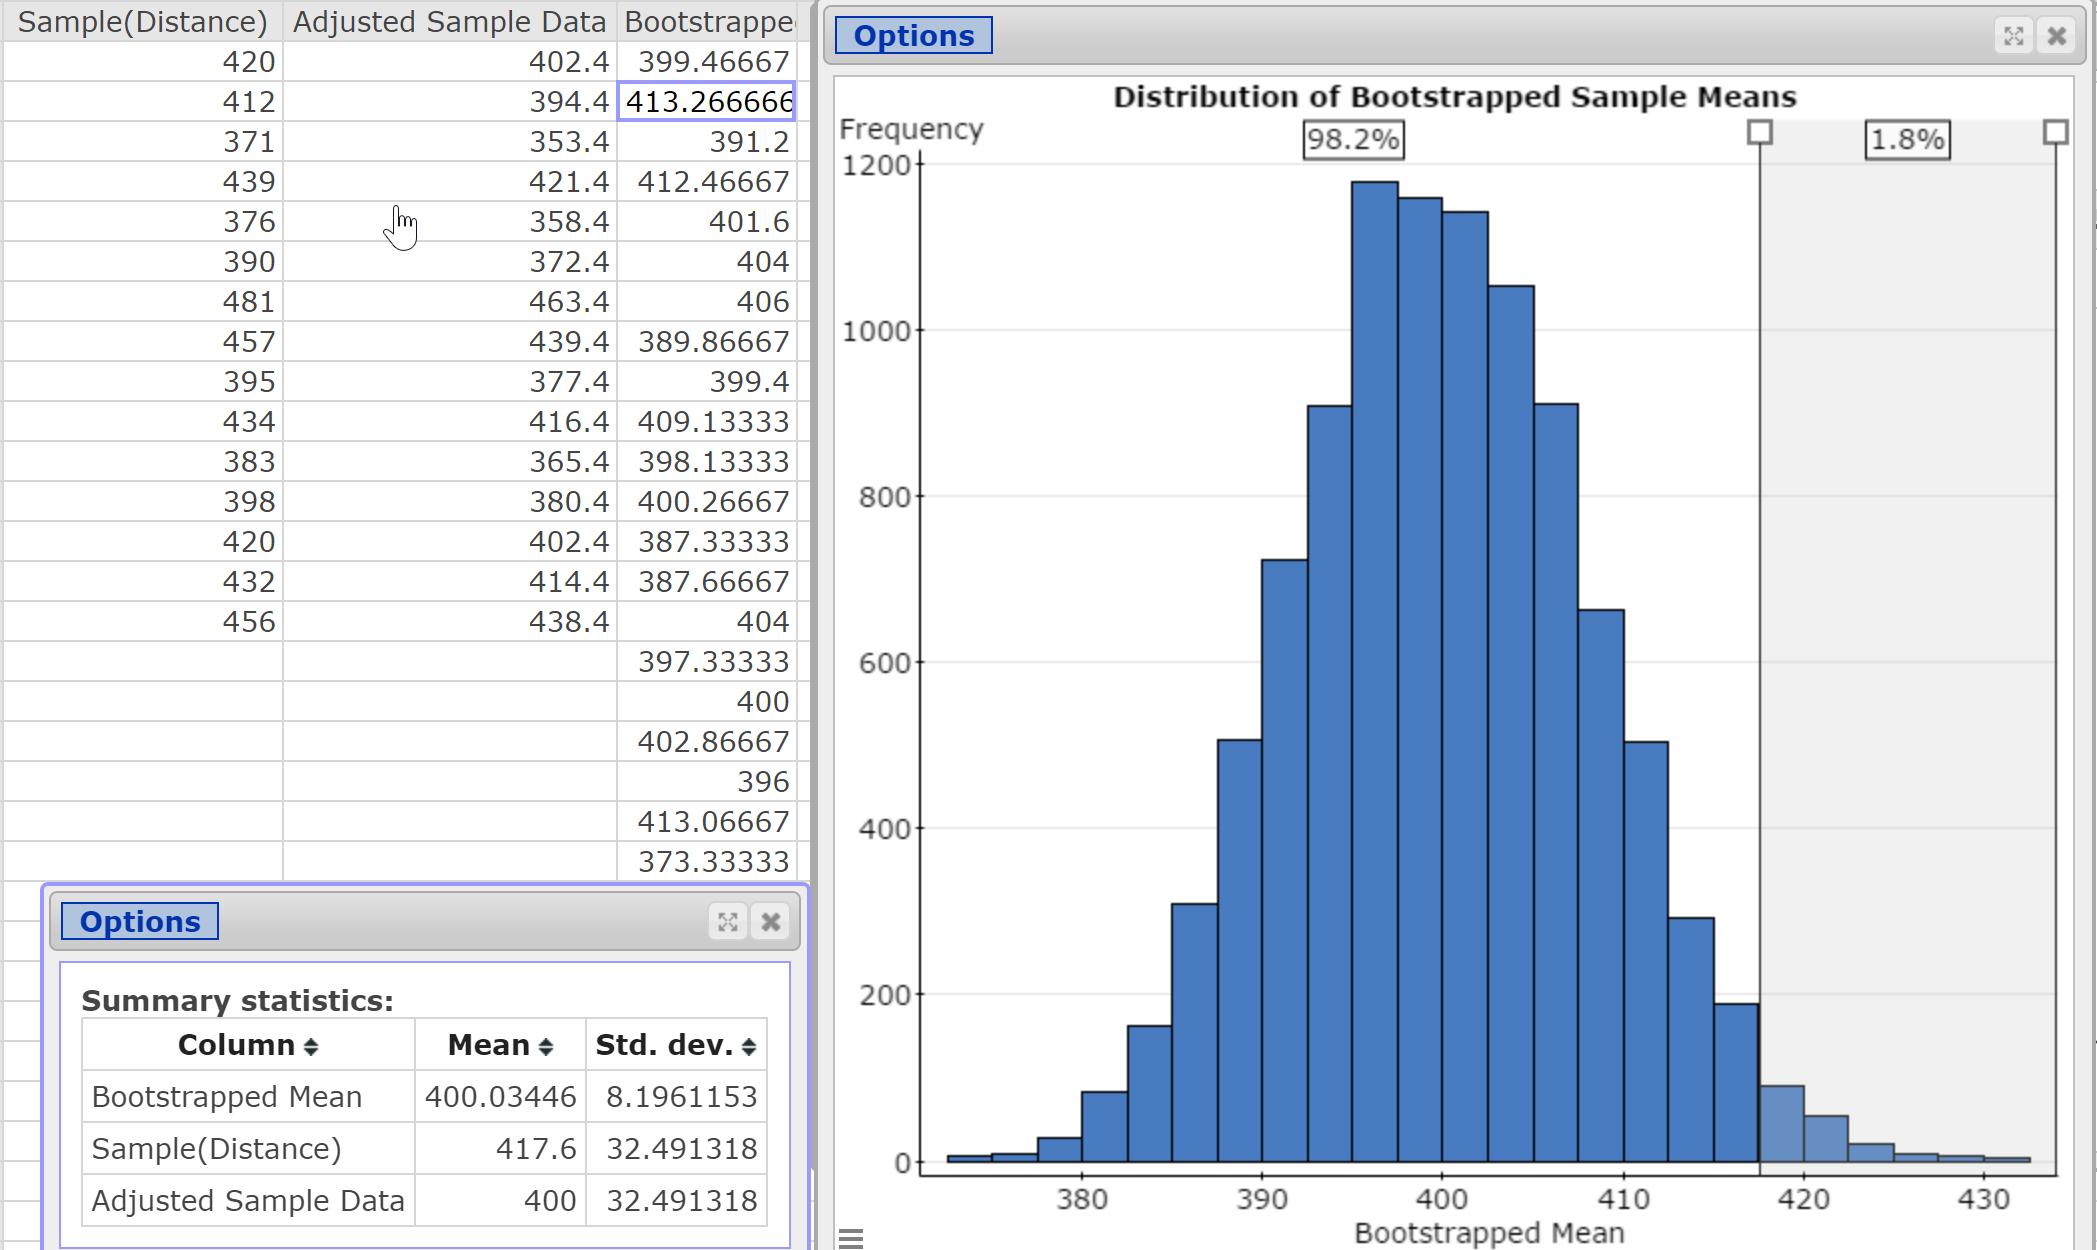 Sample(Distance) Adjusted Sample Data Bootstrappe
420 402.4 399.46667
412 394.4 413.266666
371 353.4 391.2
439 421.4 412.46667
376 358.4 401.6
390 372.4 404
481 463.4 406
457 439.4 389.86667
395 377.4 399.4
434 416.4 409.13333
383 365.4 398.13333
398 380.4 400.26667
420 402.4 387.33333
432 414.4 387.66667
456 438.4 404
397.33333
400
402.86667
396
413.06667
373.33333
Options
Summary statistics:
Column Mean Std. dev.
Bootstrapped Mean 400.03446 8.1961153
Sample(Distance) 417.6 32.491318
Adjusted Sample Data 400 32.491318
Options
Distribution of Bootstrapped Sample Means
Frequency
98.2% 1.8%
1200
1000
800
600
400
200
0
380 390 400 410 420 430
Bootstrapped Mean